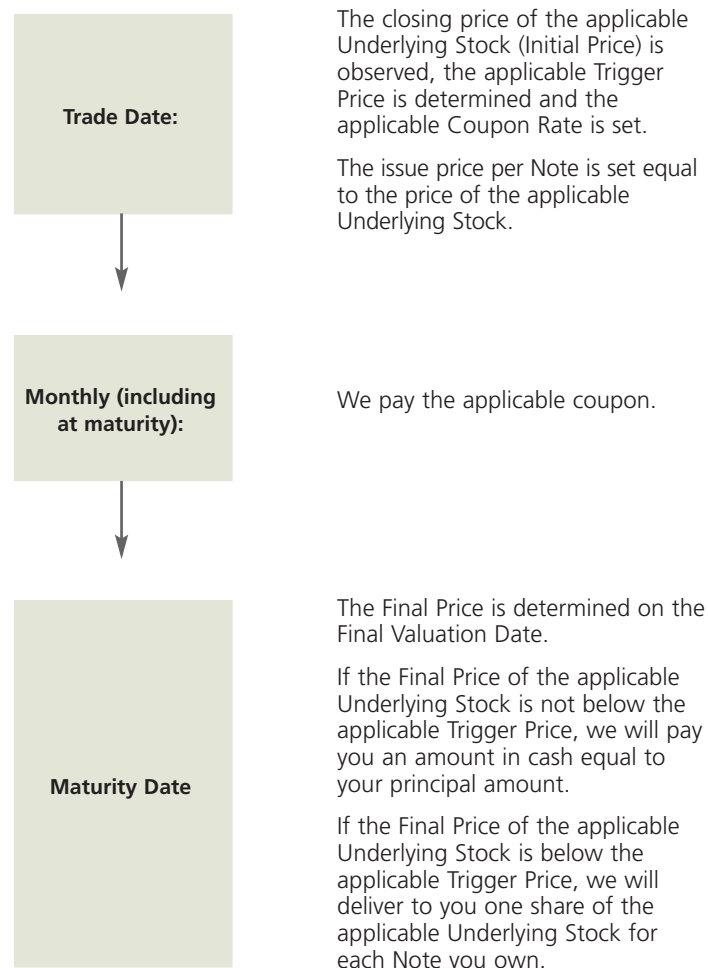 Trade Date:
The closing price of the applicable
Underlying Stock (Initial Price) is
observed, the applicable Trigger
Price is determined and the
applicable Coupon Rate is set.
The issue price per Note is set equal
to the price of the applicable
Underlying Stock.
Monthly (including
at maturity):
We pay the applicable coupon.
Maturity Date
The Final Price is determined on the
Final Valuation Date.
If the Final Price of the applicable
Underlying Stock is not below the
applicable Trigger Price, we will pay
you an amount in cash equal to
your principal amount.
If the Final Price of the applicable
Underlying Stock is below the
applicable Trigger Price, we will
deliver to you one share of the
applicable Underlying Stock for
each Note you own.